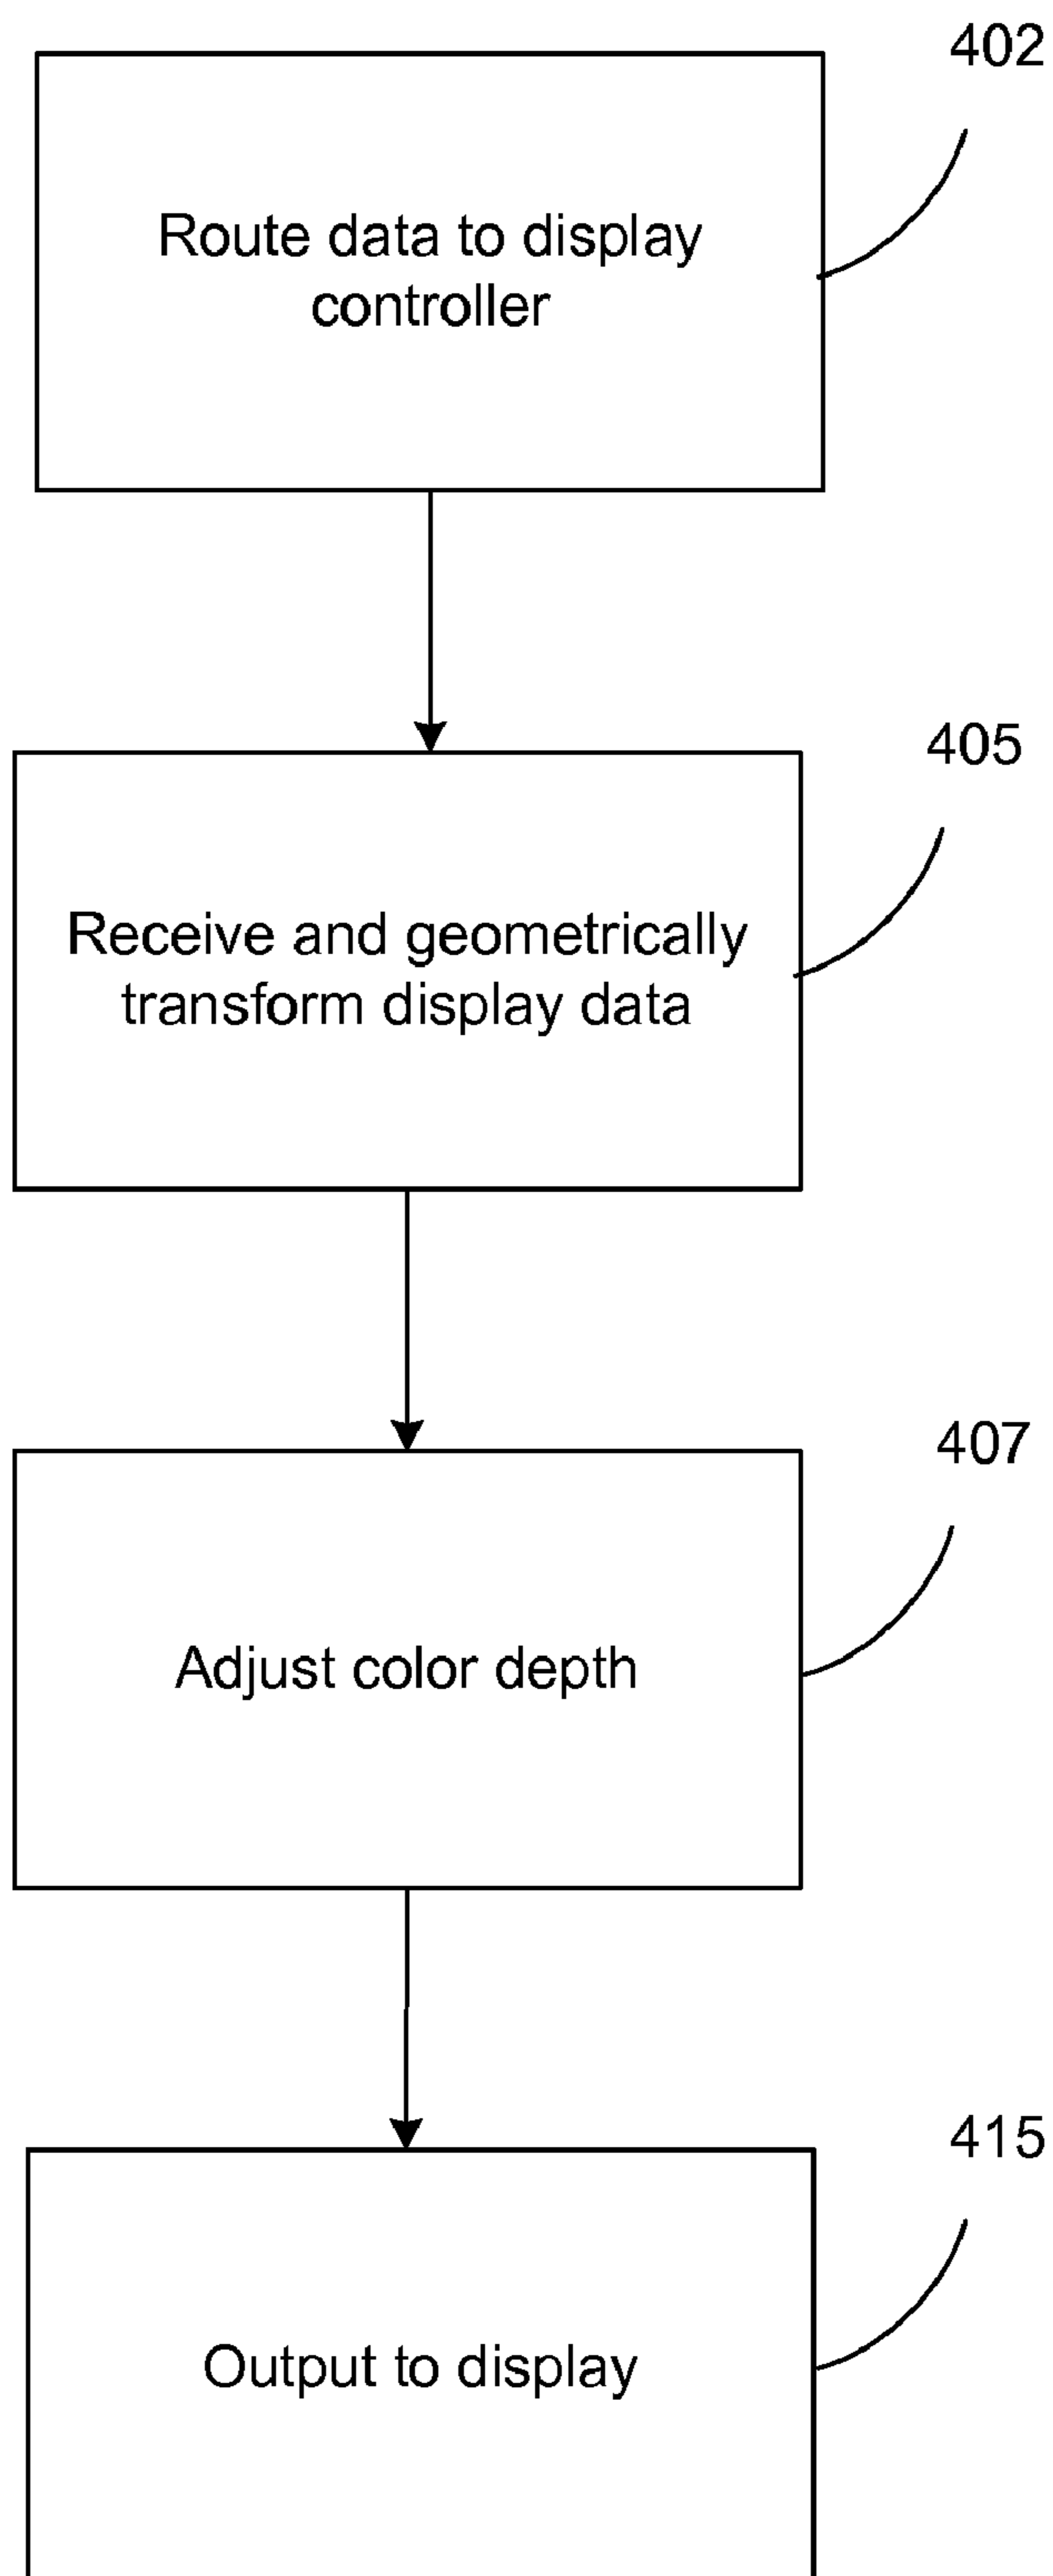 402
Route data to display
controller
405
Receive and geometrically
transform display data
407
Adjust color depth
415
Output to display